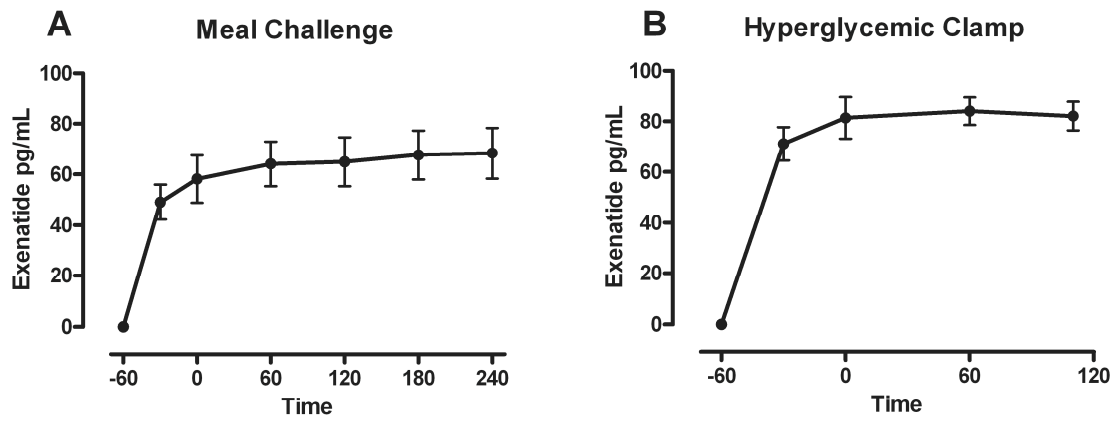 A
Meal Challenge
Exenatide pg/mL
100
80
60
40
20
0
-60 0 60 120 180 240
Time
B
Hyperglycemic Clamp
Exenatide pg/mL
100
80
60
40
20
0
-60 0 60 120
Time